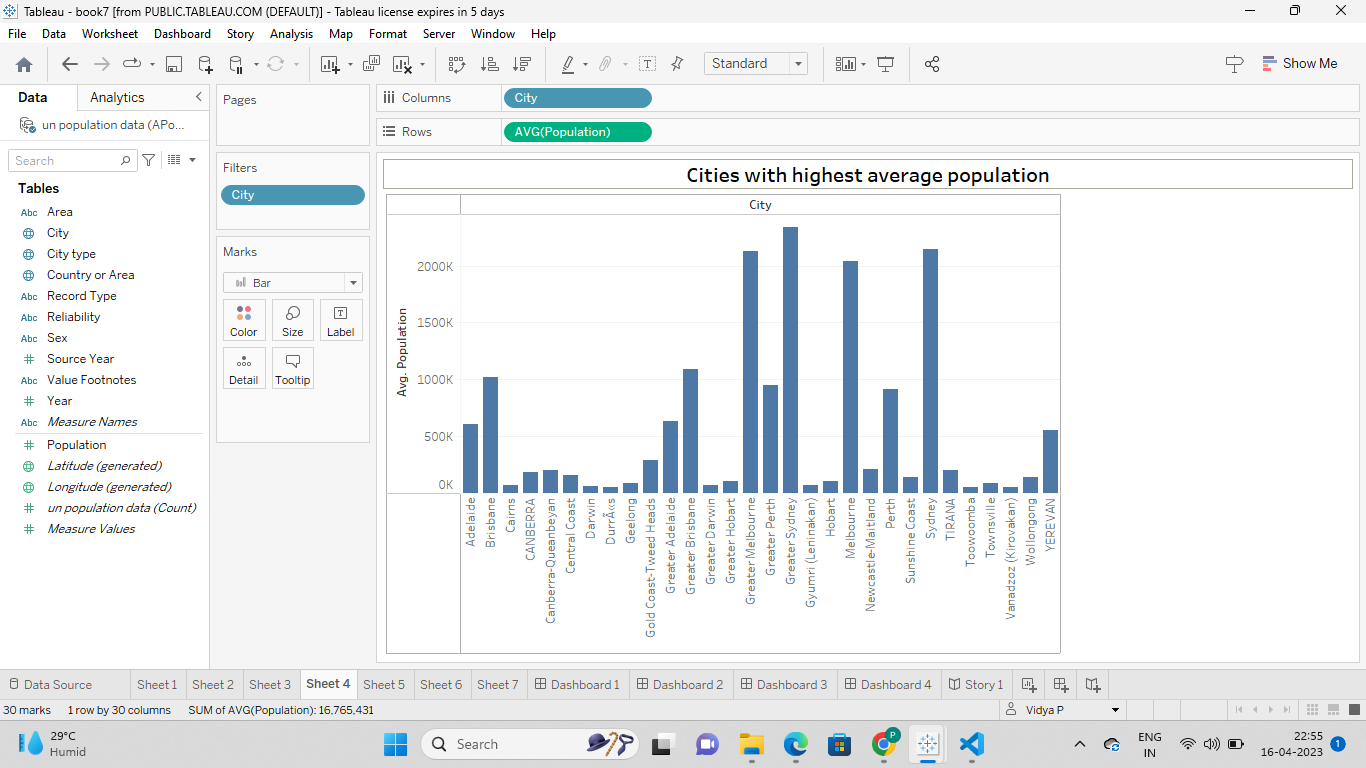 Tableau - book7 [from PUBLIC.TABLEAU.COM (DEFAULT)] - Tableau license expires in 5 days
File Data Worksheet Dashboard Story Analysis Map Format Server Window Help
Standard
Show Me
Data Analytics
un population data (APo...
Search
Tables
Abc Area
City
City type
Country or Area
Abc Record Type
Abc Reliability
Abc Sex
Source Year
Abc Value Footnotes
Year
Abc Measure Names
Population
Latitude (generated)
Longitude (generated)
un population data (Count)
Measure Values
Pages
Filters
City
Marks
Bar
Color Size Label
Detail Tooltip
Columns City
Rows AVG(Population)
Cities with highest average population
City
Avg. Population
2000K
1500K
1000K
500K
0K
Adelaide
Brisbane
Cairns
CANBERRA
Canberra-Queanbeyan
Central Coast
Darwin
DurrÃ«s
Geelong
Gold Coast-Tweed Heads
Greater Adelaide
Greater Brisbane
Greater Darwin
Greater Hobart
Greater Melbourne
Greater Perth
Greater Sydney
Gyumri (Leninakan)
Hobart
Melbourne
Newcastle-Maitland
Perth
Sunshine Coast
Sydney
TIRANA
Toowoomba
Townsville
Vanadzoz (Kirovakan)
Wollongong
YEREVAN
Data Source Sheet 1 Sheet 2 Sheet 3 Sheet 4 Sheet 5 Sheet 6 Sheet 7 Dashboard 1 Dashboard 2 Dashboard 3 Dashboard 4 Story 1
30 marks 1 row by 30 columns SUM of AVG(Population): 16,765,431 Vidya P
29°C
Humid
Search
P
ENG
IN
22:55
16-04-2023
1